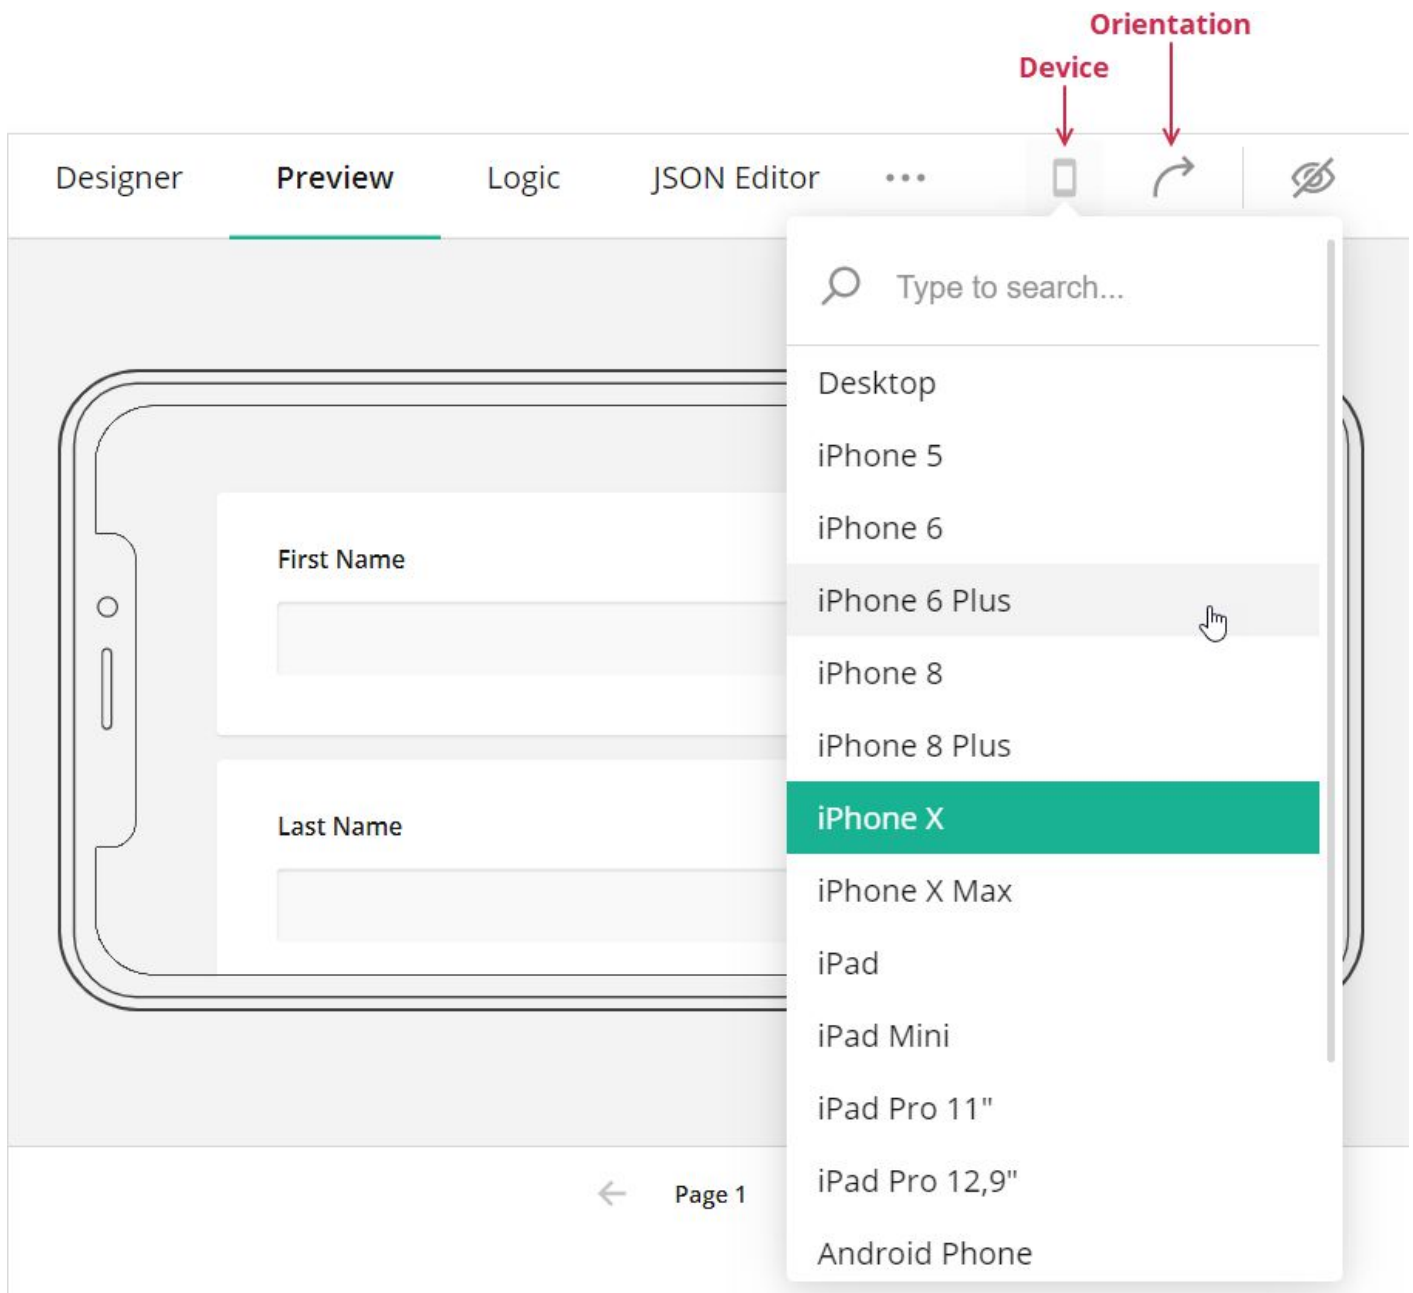 Orientation
Device
Designer Preview Logic JSON Editor
Type to search...
Desktop
iPhone 5
iPhone 6
First Name
iPhone 6 Plus
iPhone 8
iPhone 8 Plus
Last Name
iPhone X
iPhone X Max
iPad
iPad Mini
iPad Pro 11"
iPad Pro 12,9"
Page 1
Android Phone